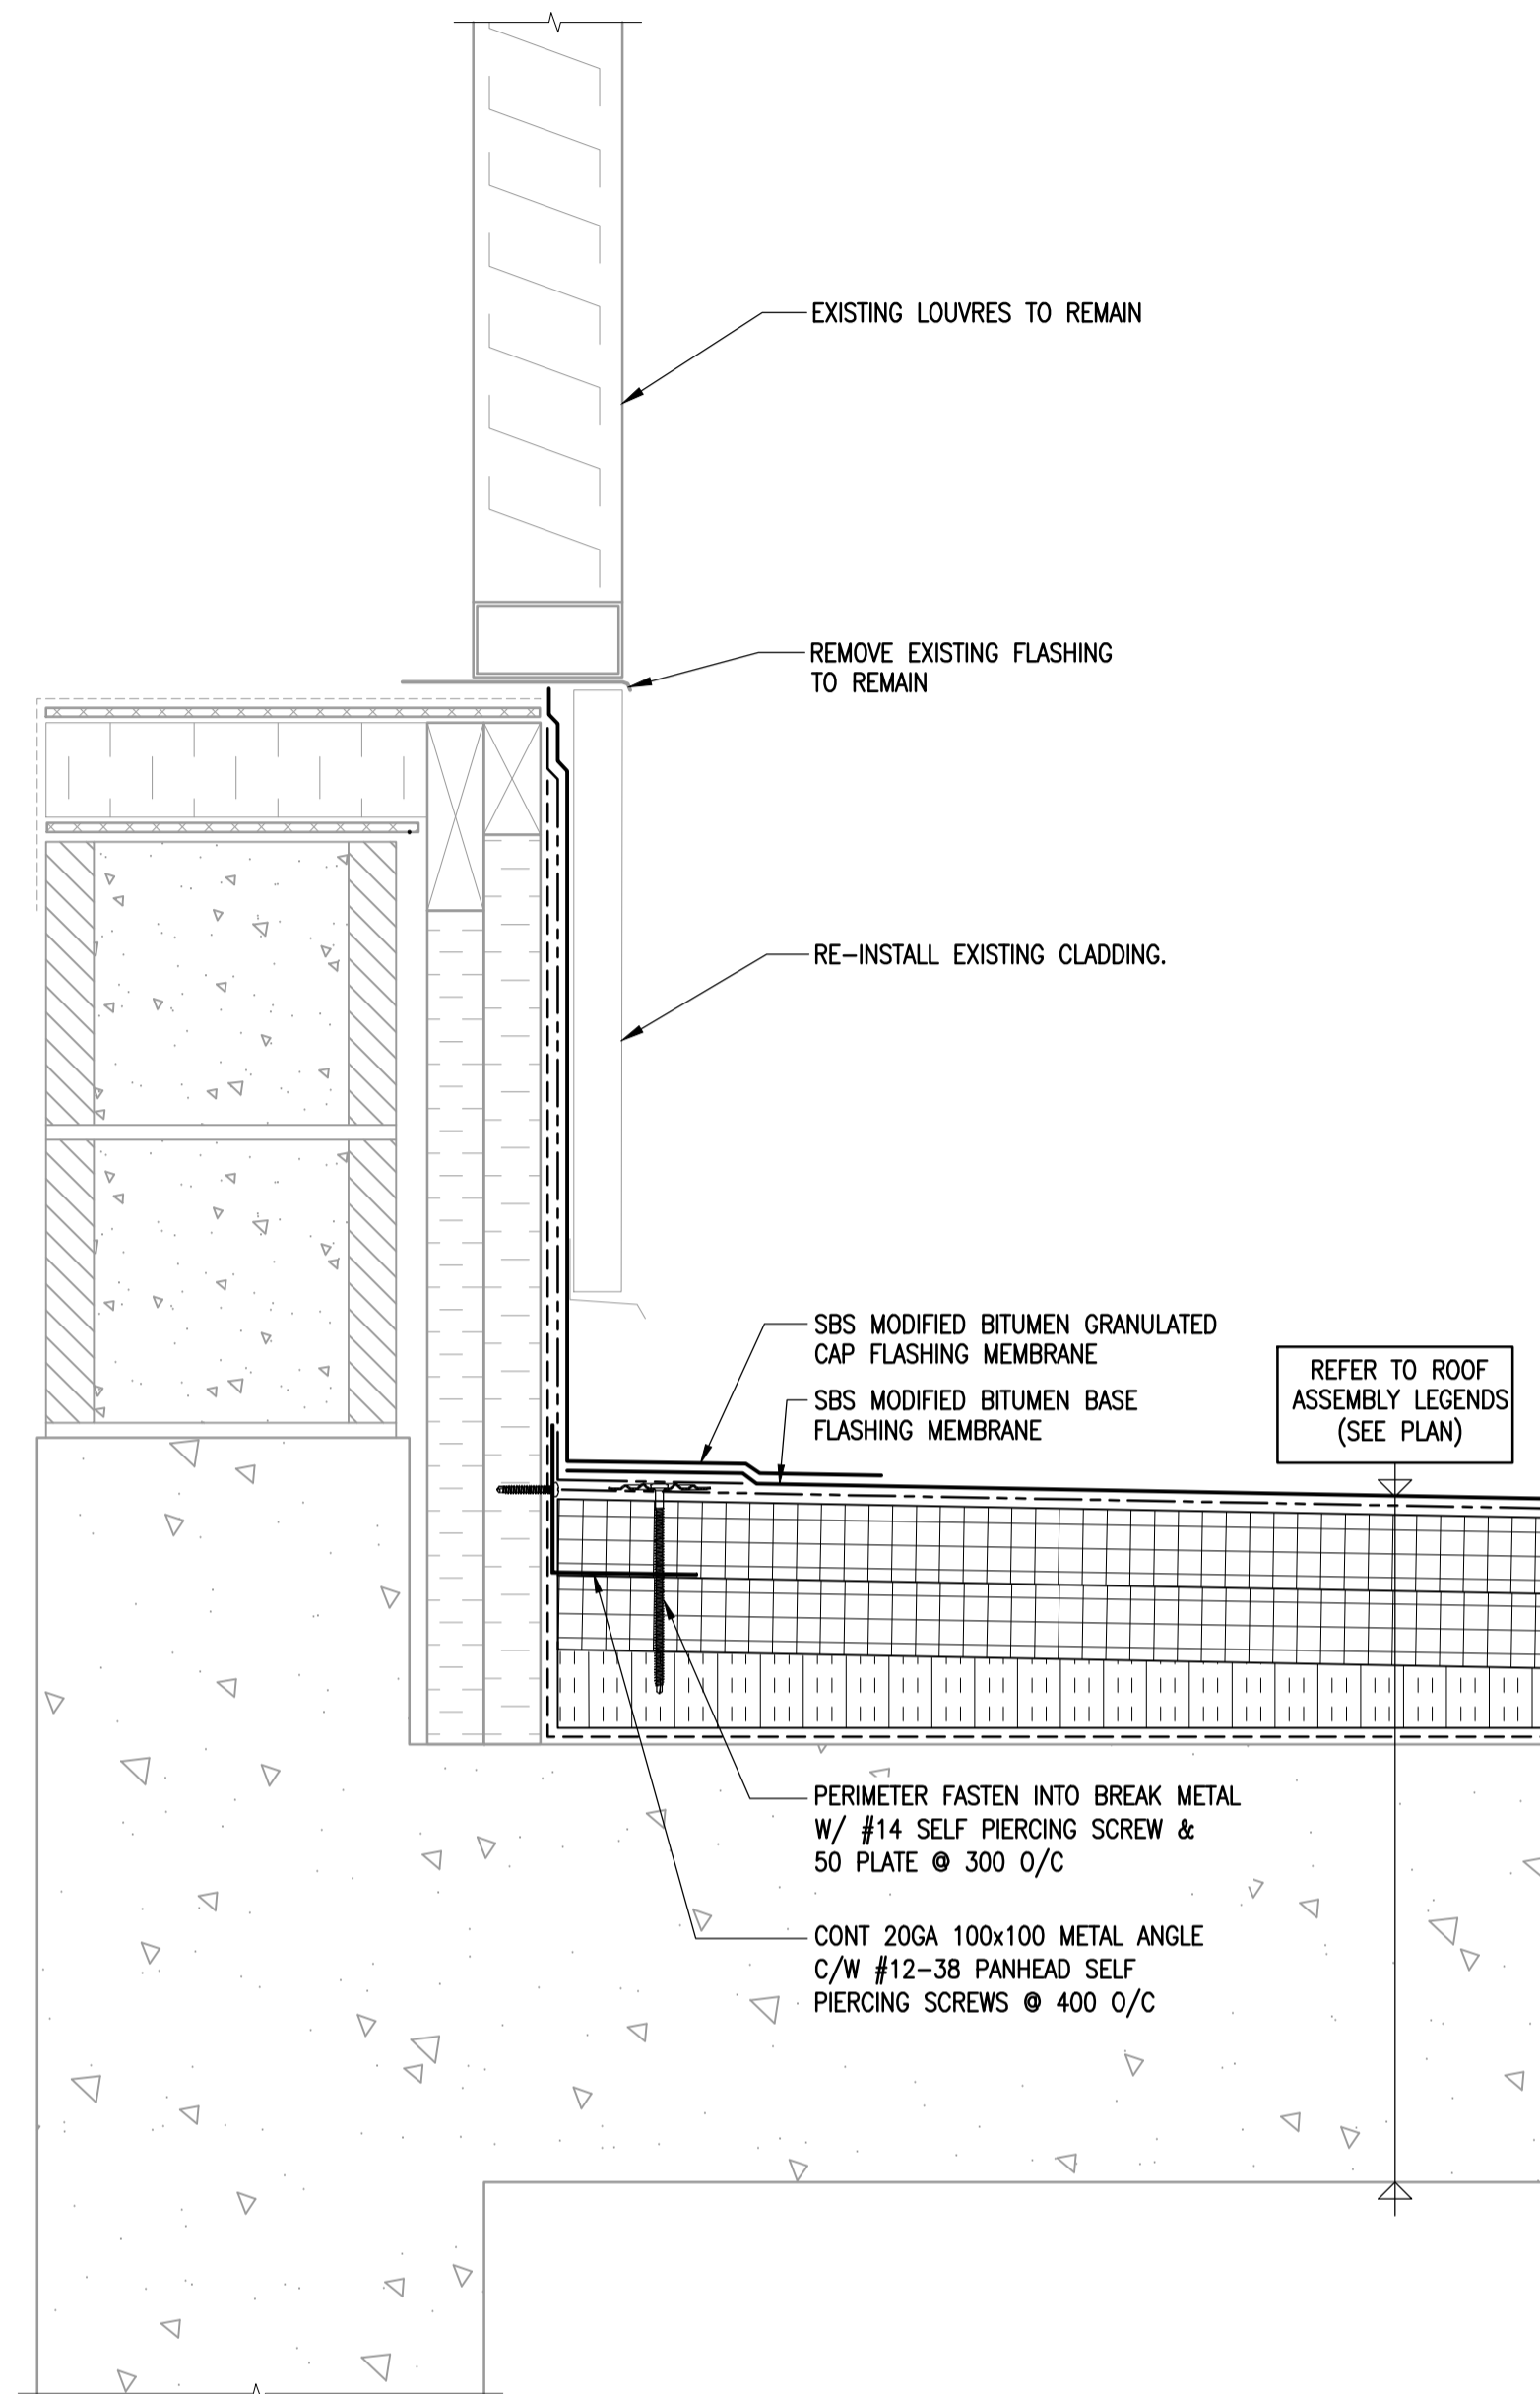 EXISTING LOUVRES TO REMAIN
REMOVE EXISTING FLASHING
TO REMAIN
RE-INSTALL EXISTING CLADDING.
SBS MODIFIED BITUMEN GRANULATED
CAP FLASHING MEMBRANE
SBS MODIFIED BITUMEN BASE
FLASHING MEMBRANE
REFER TO ROOF
ASSEMBLY LEGENDS
(SEE PLAN)
PERIMETER FASTEN INTO BREAK METAL
W/ #14 SELF PIERCING SCREW &
50 PLATE @ 300 O/C
CONT 20GA 100x100 METAL ANGLE
C/W #12-38 PANHEAD SELF
PIERCING SCREWS @ 400 O/C